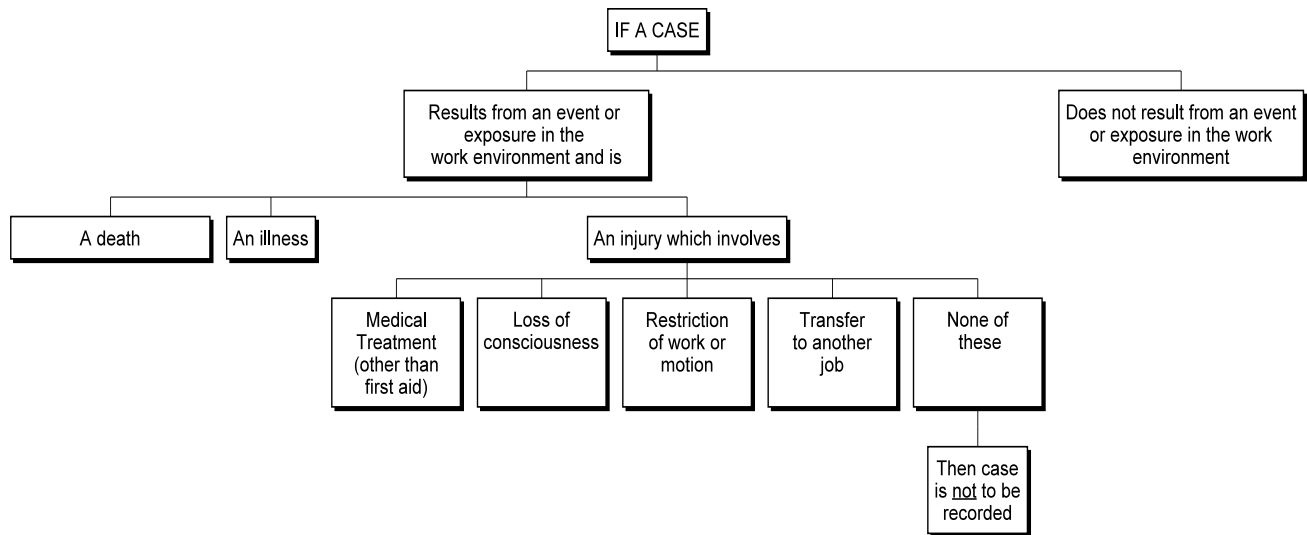 IF A CASE
Results from an event or
exposure in the
work environment and is
Does not result from an event
or exposure in the work
environment
A death
An illness
An injury which involves
Medical
Treatment
(other than
first aid)
Loss of
consciousness
Restriction
of work or
motion
Transfer
to another
job
None of
these
Then case
is not to be
recorded